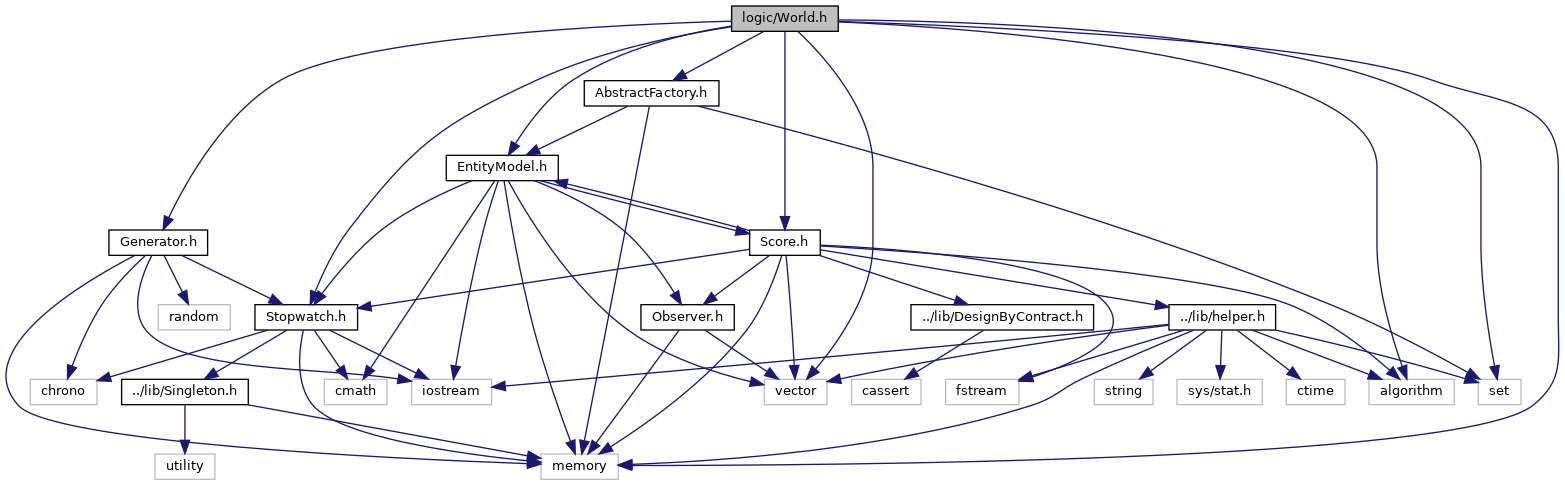 logic/World.h
AbstractFactory.h
EntityModel.h
Generator.h
Score.h
random
Stopwatch.h
Observer.h
../lib/DesignByContract.h
../lib/helper.h
chrono
../lib/Singleton.h
cmath
iostream
vector
cassert
fstream
string
sys/stat.h
ctime
algorithm
set
utility
memory